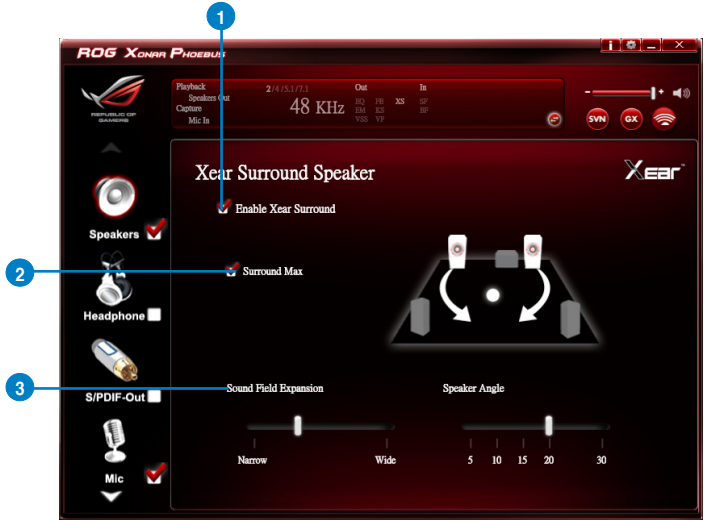 1
ROG XONAR PHOEBUS
i
REPUBLIC OF
GAMERS
Playback
2/4/5.1/7.1
Out
In
Speakers Out
48 KHz
EQ PB XS
SF
Capture
EM KS
BP
Mic In
VSS VF
- +
SVN
GX
Xear Surround Speaker
Xear™
Enable Xear Surround
Speakers
2
Surround Max
Headphone
3
Sound Field Expansion
Speaker Angle
S/PDIF-Out
Narrow
Wide
5 10 15 20 30
Mic